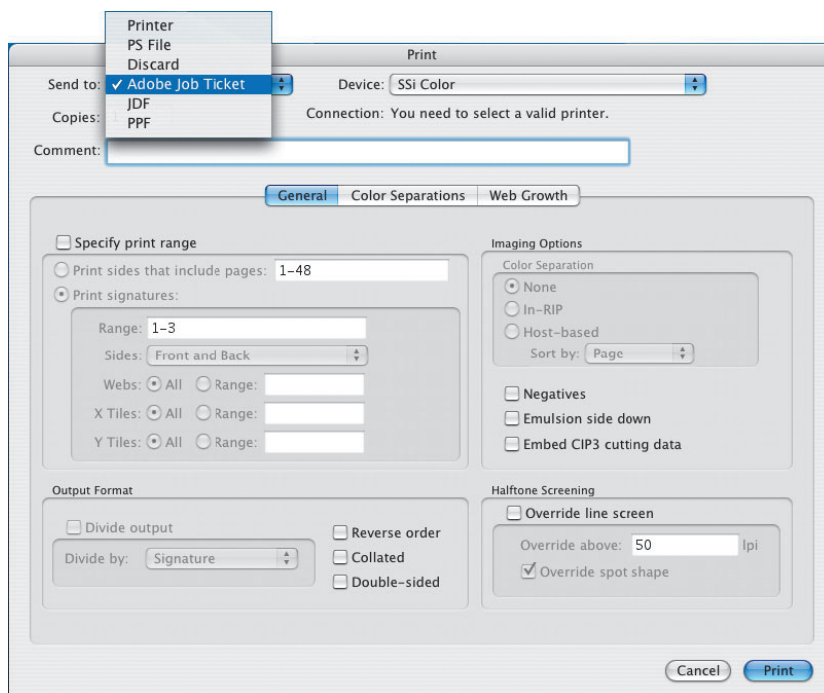 Printer
PS File
Discard
Print
Send to: ✓ Adobe Job Ticket Device: SSi Color
JDF
Copies: Connection: You need to select a valid printer.
PPF
Comment:
General Color Separations Web Growth
Specify print range
Print sides that include pages: 1-48
Print signatures:
Range: 1-3
Sides: Front and Back
Webs: All Range:
X Tiles: All Range:
Y Tiles: All Range:
Imaging Options
Color Separation
None
In-RIP
Host-based
Sort by: Page
Negatives
Emulsion side down
Embed CIP3 cutting data
Output Format
Divide output
Divide by: Signature
Reverse order
Collated
Double-sided
Halftone Screening
Override line screen
Override above: 50 lpi
Override spot shape
Cancel Print